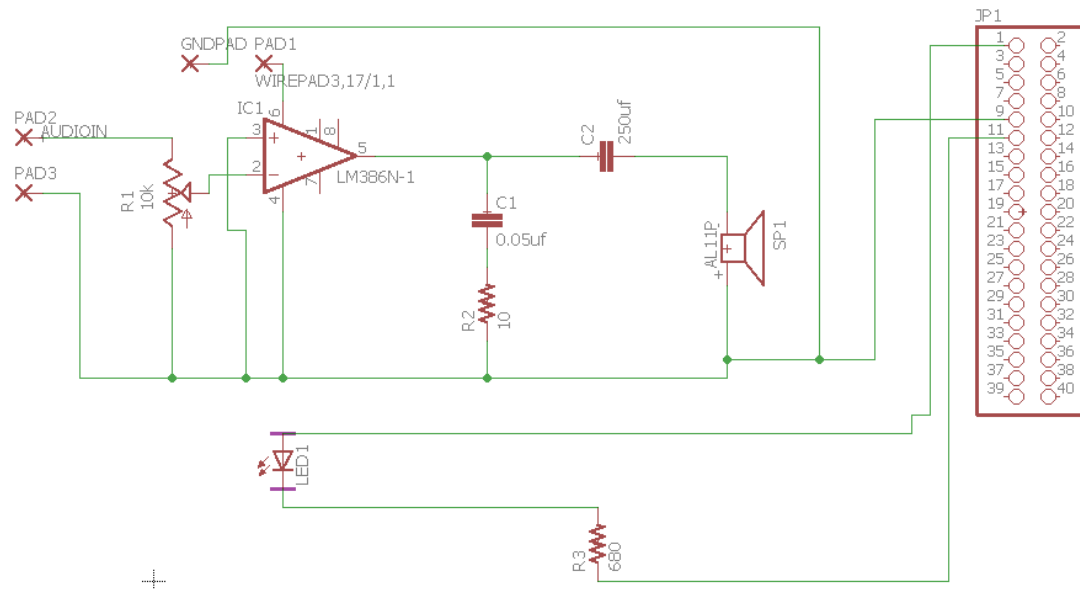 JP1
GNDPAD PAD1
WIREPAD3,17/1,1
PAD2
AUDIOIN
PAD3
R1
10k
IC1
6
3
2
1
8
7
4
5
LM386N-1
C2
250uf
C1
0.05uf
R2
10
AL11P
-
+
SP1
LED1
R3
680
1 2
3 4
5 6
7 8
9 10
11 12
13 14
15 16
17 18
19 20
21 22
23 24
25 26
27 28
29 30
31 32
33 34
35 36
37 38
39 40